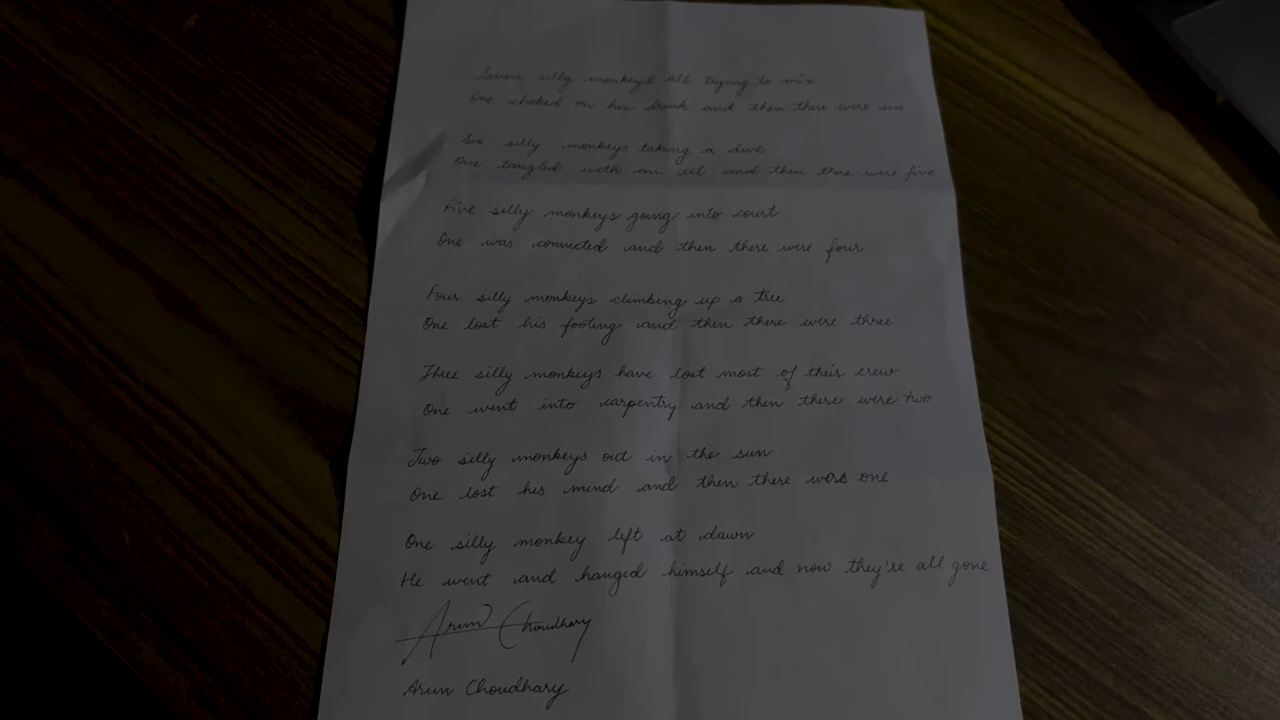 Seven silly monkeys all trying to mix
One choked on his drink and then there were six
Six silly monkeys taking a dive
One tangled with an eel and then there were five
Five silly monkeys going into court
One was convicted and then there were four
Four silly monkeys climbing up a tree
One lost his footing and then there were three
Three silly monkeys have lost most of their crew
One went into carpentry and then there were two
Two silly monkeys out in the sun
One lost his mind and then there was one
One silly monkey left at dawn
He went and hanged himself and now they're all gone
Arun Choudhary
Arun Choudhary